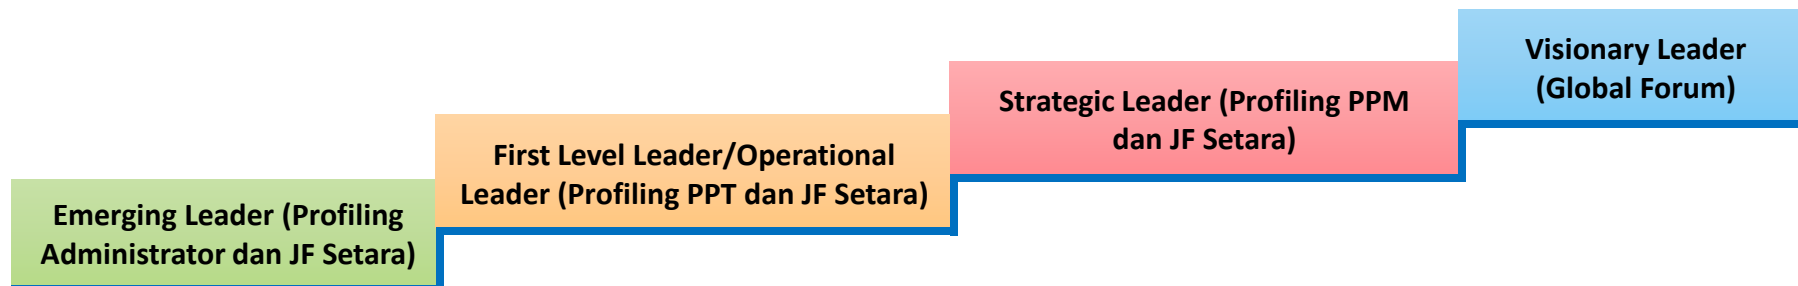 Visionary Leader
(Global Forum)
Strategic Leader (Profiling PPM
dan JF Setara)
First Level Leader/Operational
Leader (Profiling PPT dan JF Setara)
Emerging Leader (Profiling
Administrator dan JF Setara)